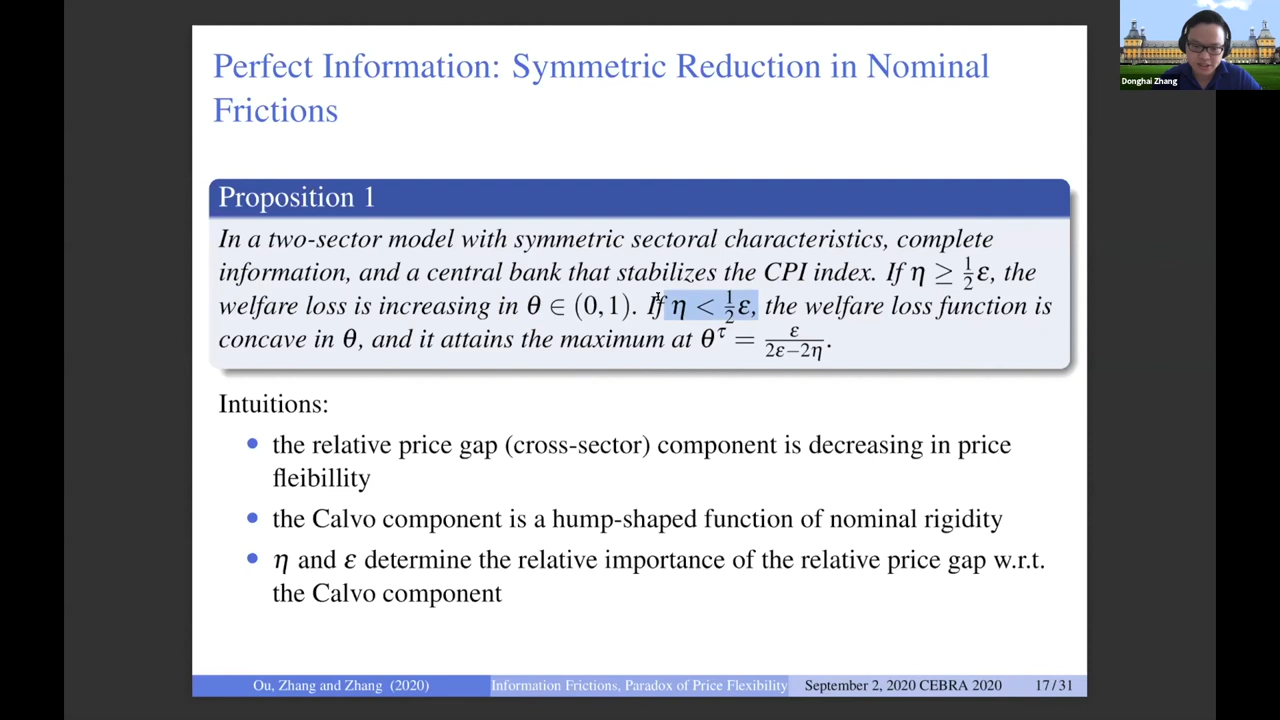 Perfect Information: Symmetric Reduction in Nominal
Frictions
Proposition 1
In a two-sector model with symmetric sectoral characteristics, complete
information, and a central bank that stabilizes the CPI index. If η ≥ ½ε, the
welfare loss is increasing in θ ∈ (0,1). If η < ½ε, the welfare loss function is
concave in θ, and it attains the maximum at θ^τ = ε/(2ε−2η).
Intuitions:
• the relative price gap (cross-sector) component is decreasing in price
fleibillity
• the Calvo component is a hump-shaped function of nominal rigidity
• η and ε determine the relative importance of the relative price gap w.r.t.
the Calvo component
Ou, Zhang and Zhang (2020) Information Frictions, Paradox of Price Flexibility September 2, 2020 CEBRA 2020 17 / 31
Donghai Zhang